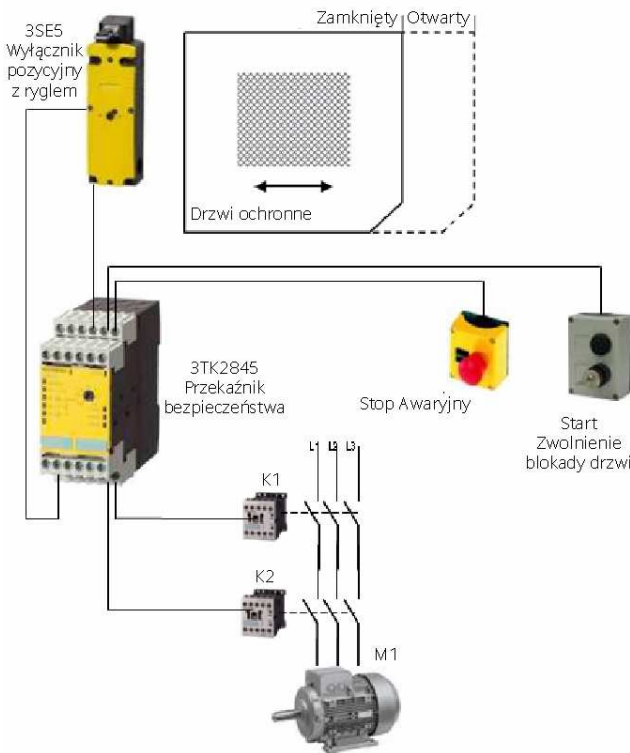 3SE5
Wyłącznik
pozycyjny
z ryglem
Zamknięty
Otwarty
Drzwi ochronne
3TK2845
Przekaźnik
bezpieczeństwa
Stop Awaryjny
Start
Zwolnienie
blokady drzwi
L1 L2 L3
K1
K2
M1